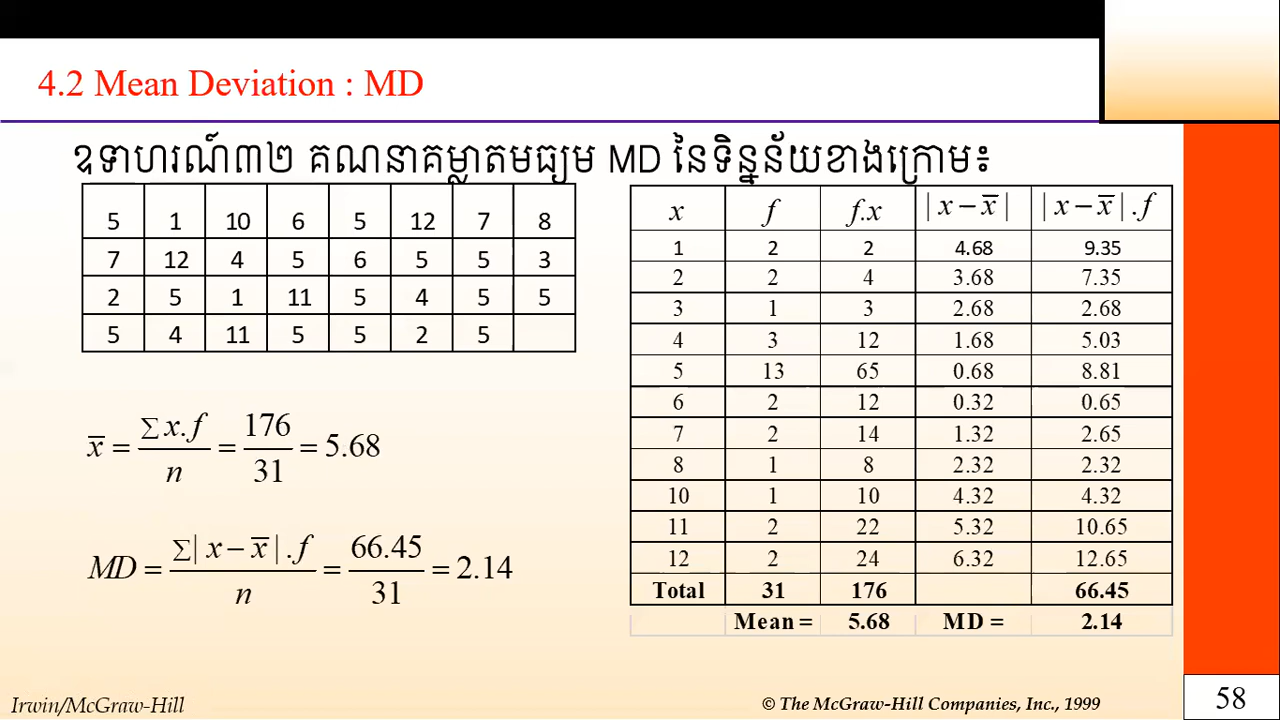 4.2 Mean Deviation : MD
ឧទាហរណ៍៣២ គណនាគម្លាតមធ្យម MD នៃទិន្នន័យខាងក្រោម៖
5 1 10 6 5 12 7 8
7 12 4 5 6 5 5 3
2 5 1 11 5 4 5 5
5 4 11 5 5 2 5
x̅ = ∑ x.f / n = 176 / 31 = 5.68
MD = ∑| x − x̅ | .f / n = 66.45 / 31 = 2.14
x f f.x | x − x̅ | | x − x̅ | .f
1 2 2 4.68 9.35
2 2 4 3.68 7.35
3 1 3 2.68 2.68
4 3 12 1.68 5.03
5 13 65 0.68 8.81
6 2 12 0.32 0.65
7 2 14 1.32 2.65
8 1 8 2.32 2.32
10 1 10 4.32 4.32
11 2 22 5.32 10.65
12 2 24 6.32 12.65
Total 31 176 66.45
Mean = 5.68 MD = 2.14
Irwin/McGraw-Hill
© The McGraw-Hill Companies, Inc., 1999
58